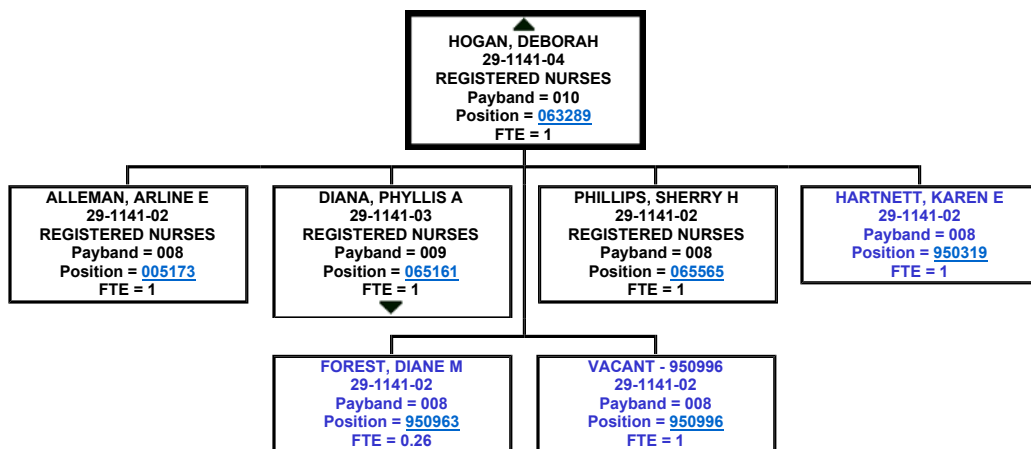 HOGAN, DEBORAH
29-1141-04
REGISTERED NURSES
Payband = 010
Position = 063289
FTE = 1
ALLEMAN, ARLINE E
29-1141-02
REGISTERED NURSES
Payband = 008
Position = 005173
FTE = 1
DIANA, PHYLLIS A
29-1141-03
REGISTERED NURSES
Payband = 009
Position = 065161
FTE = 1
PHILLIPS, SHERRY H
29-1141-02
REGISTERED NURSES
Payband = 008
Position = 065565
FTE = 1
HARTNETT, KAREN E
29-1141-02
Payband = 008
Position = 950319
FTE = 1
FOREST, DIANE M
29-1141-02
Payband = 008
Position = 950963
FTE = 0.26
VACANT - 950996
29-1141-02
Payband = 008
Position = 950996
FTE = 1